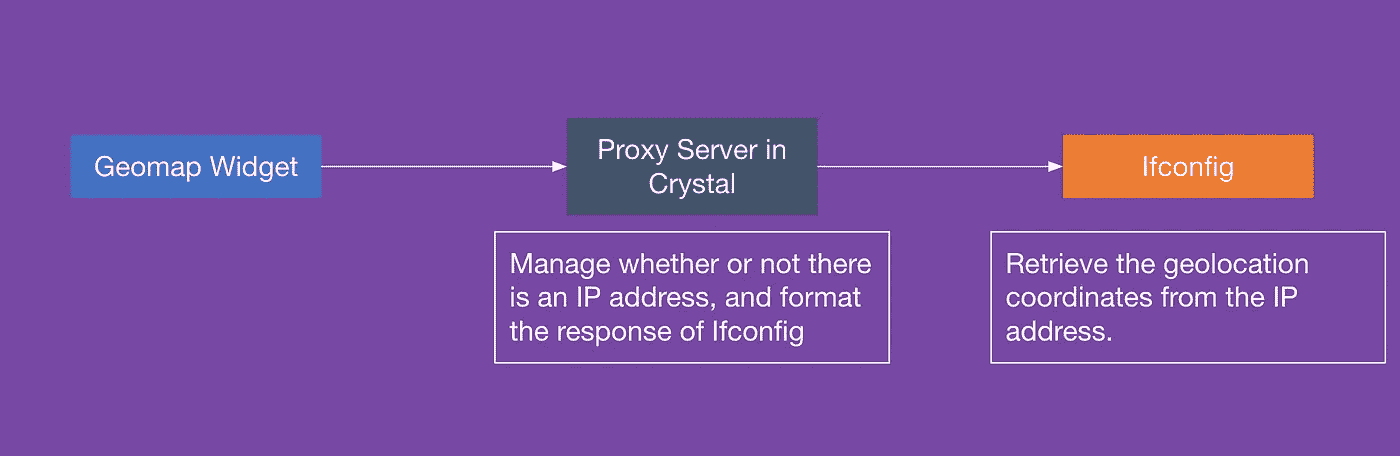 Geomap Widget
Proxy Server in
Crystal
Ifconfig
Manage whether or not there
is an IP address, and format
the response of Ifconfig
Retrieve the geolocation
coordinates from the IP
address.